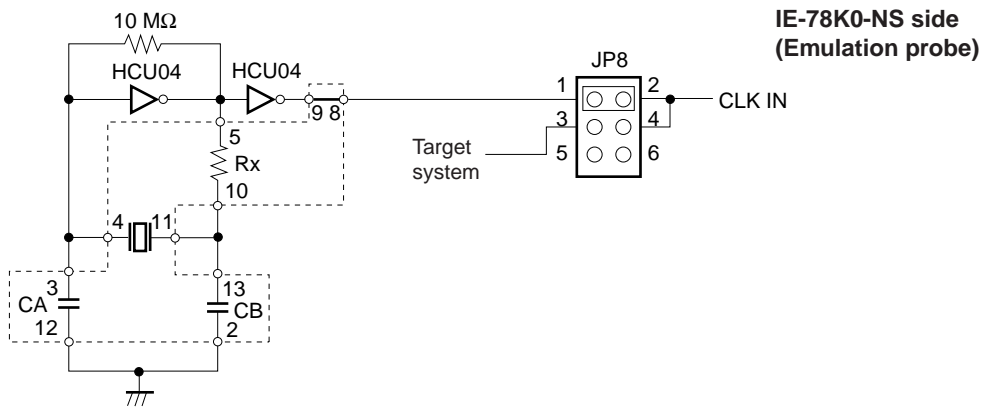 10 MΩ
IE-78K0-NS side
(Emulation probe)
HCU04
HCU04
JP8
1
2
CLK IN
9 8
3
4
5
Target
system
5
6
Rx
10
4
11
3
13
CA
CB
12
2